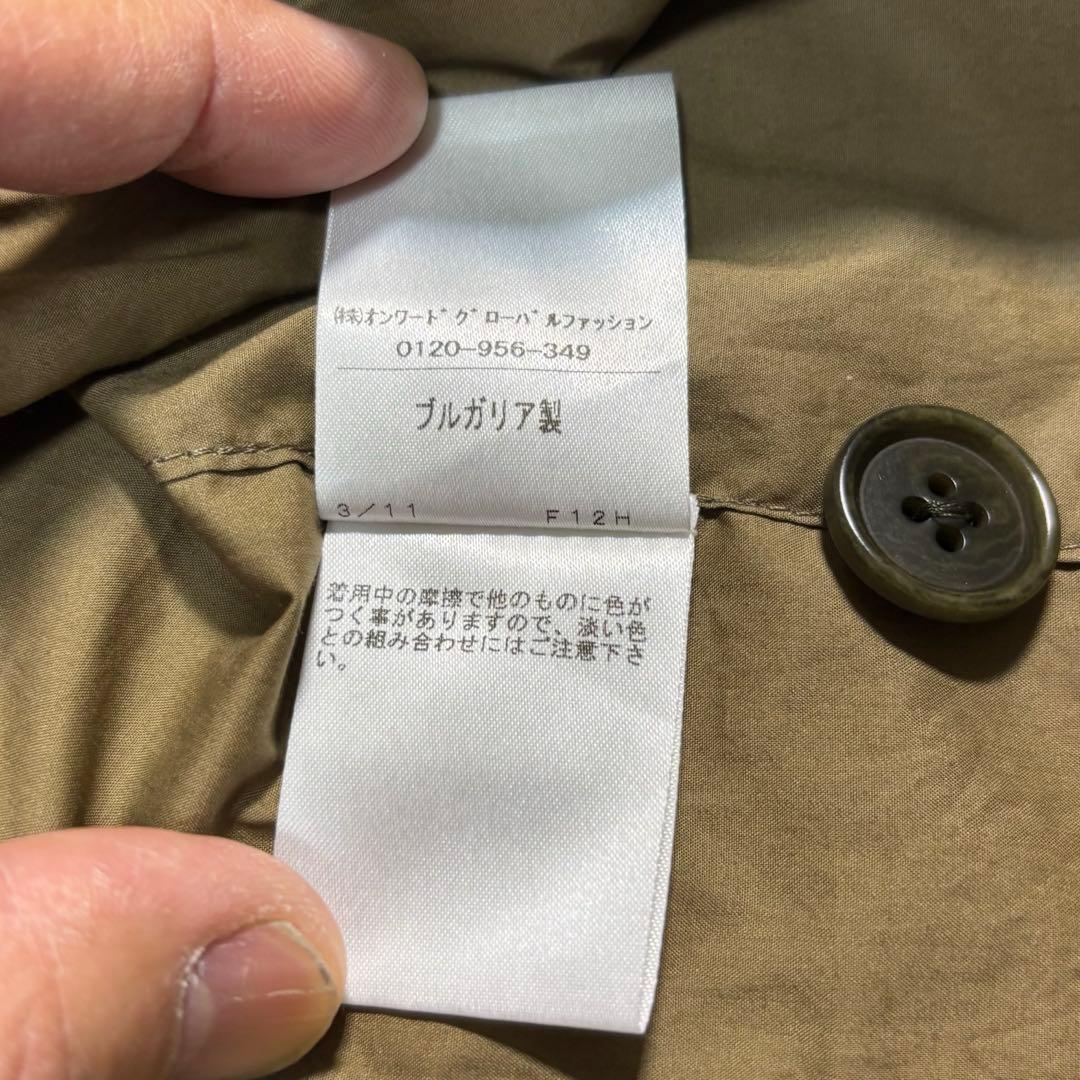 (株)オンワード グローバルファッション
0120-956-349
ブルガリア製
3/11 F12H
着用中の摩擦で他のものに色が
つく事がありますので、淡い色
との組み合わせにはご注意下さ
い。